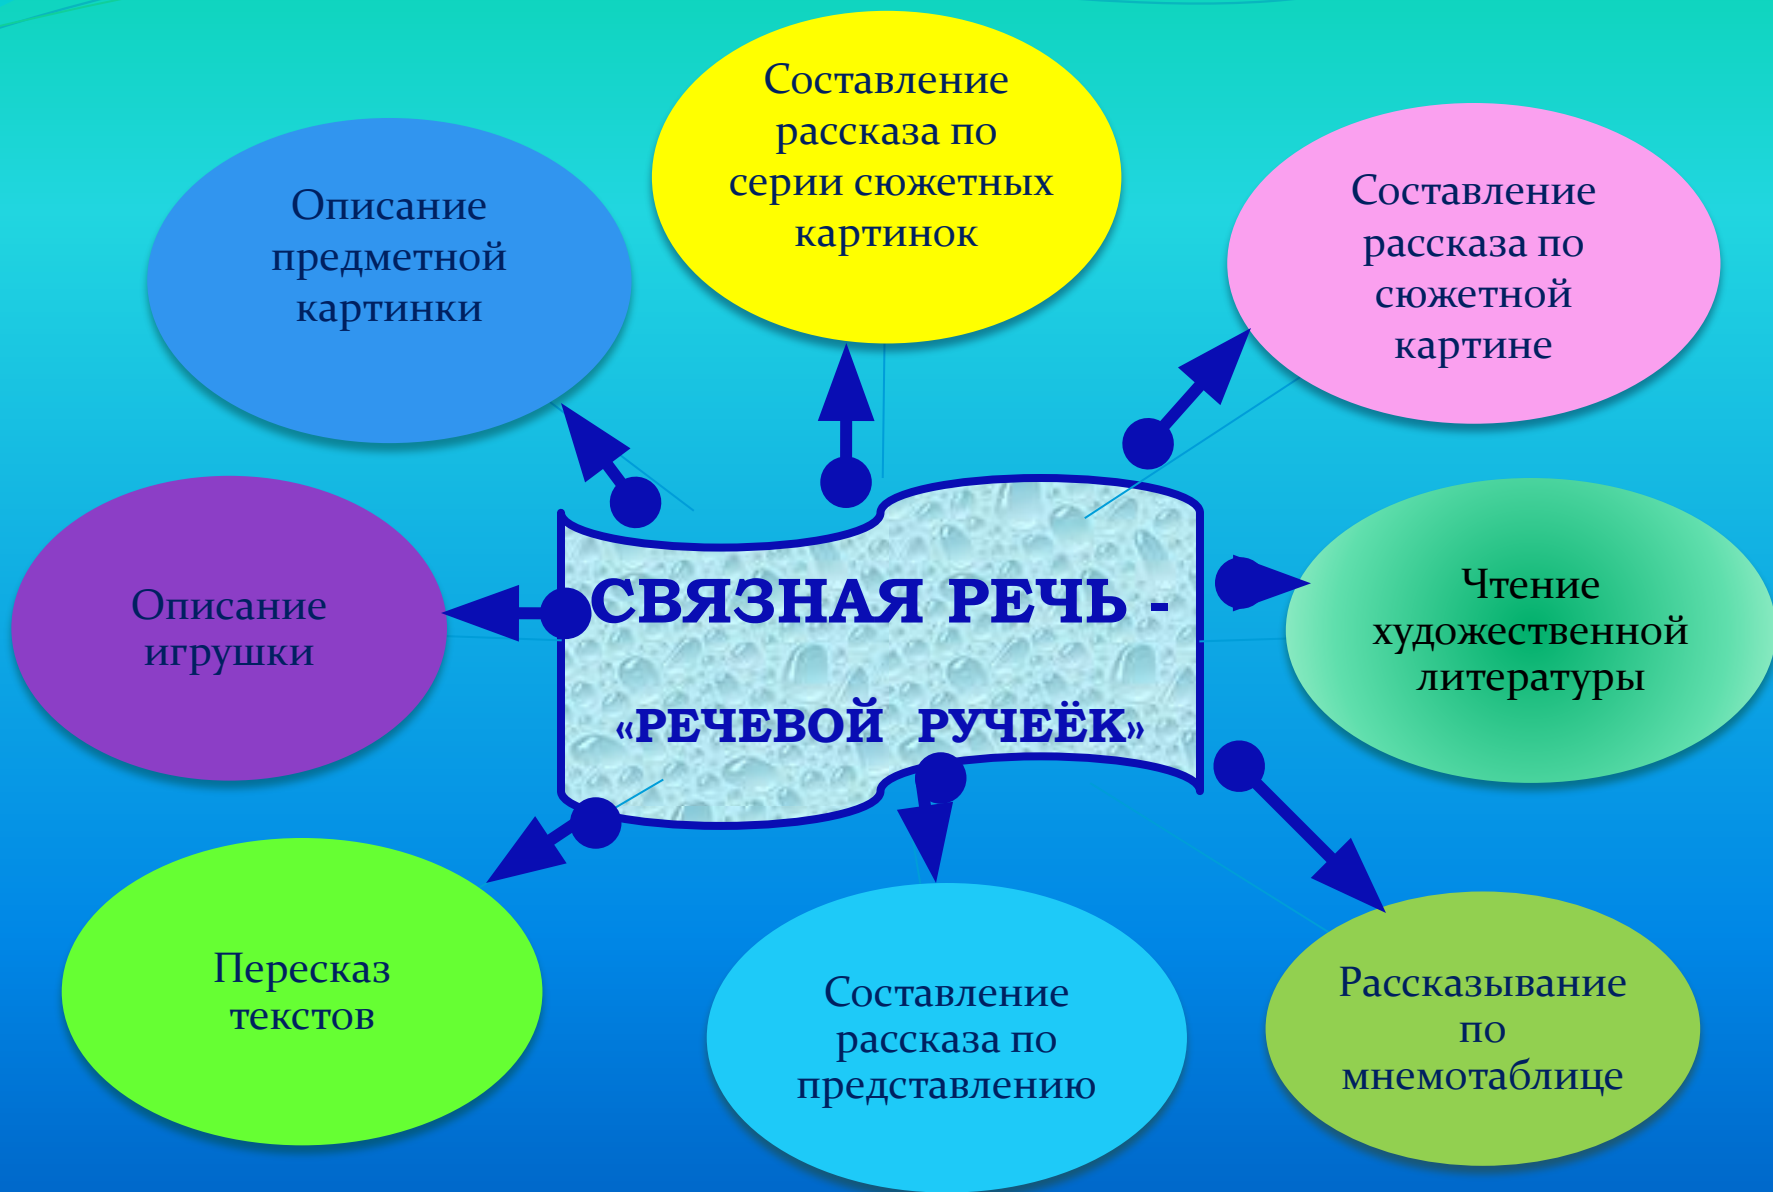 Составление
рассказа по
серии сюжетных
картинок
Описание
предметной
картинки
Составление
рассказа по
сюжетной
картине
Описание
игрушки
СВЯЗНАЯ РЕЧЬ -
«РЕЧЕВОЙ РУЧЕЁК»
Чтение
художественной
литературы
Пересказ
текстов
Составление
рассказа по
представлению
Рассказывание
по
мнемотаблице